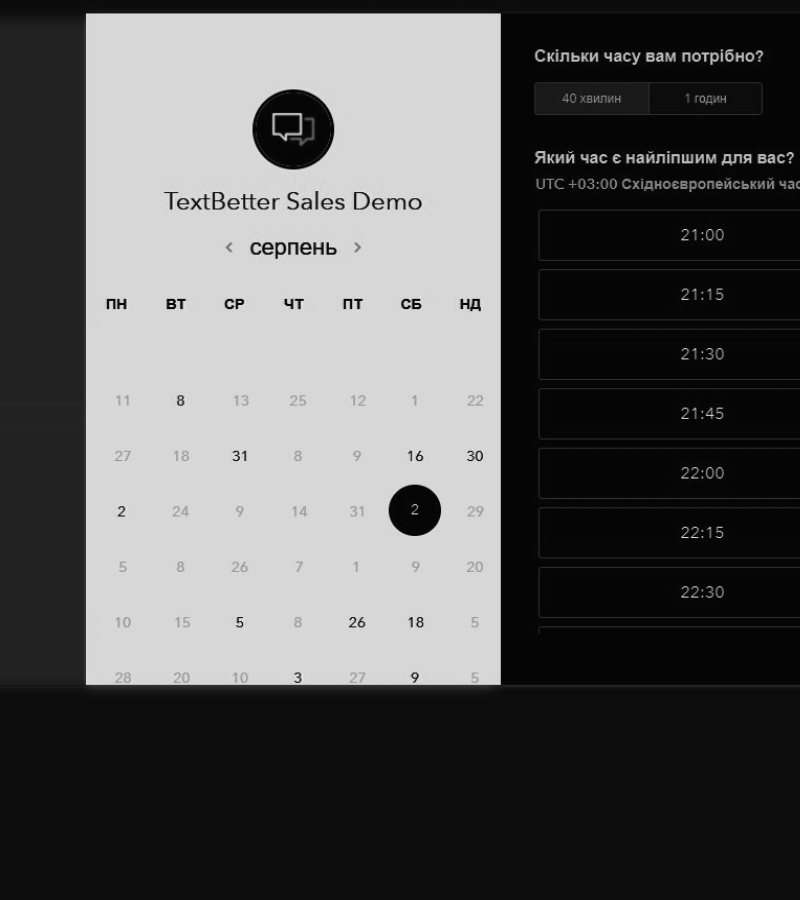 TextBetter Sales Demo
серпень
ПН ВТ СР ЧТ ПТ СБ НД
11 8 13 25 12 1 22
27 18 31 8 9 16 30
2 24 9 14 31 2 29
5 8 26 7 1 9 20
10 15 5 8 26 18 5
28 20 10 3 27 9 5
Скільки часу вам потрібно?
40 хвилин 1 годин
Який час є найліпшим для вас?
UTC +03:00 Східноєвропейський час
21:00
21:15
21:30
21:45
22:00
22:15
22:30